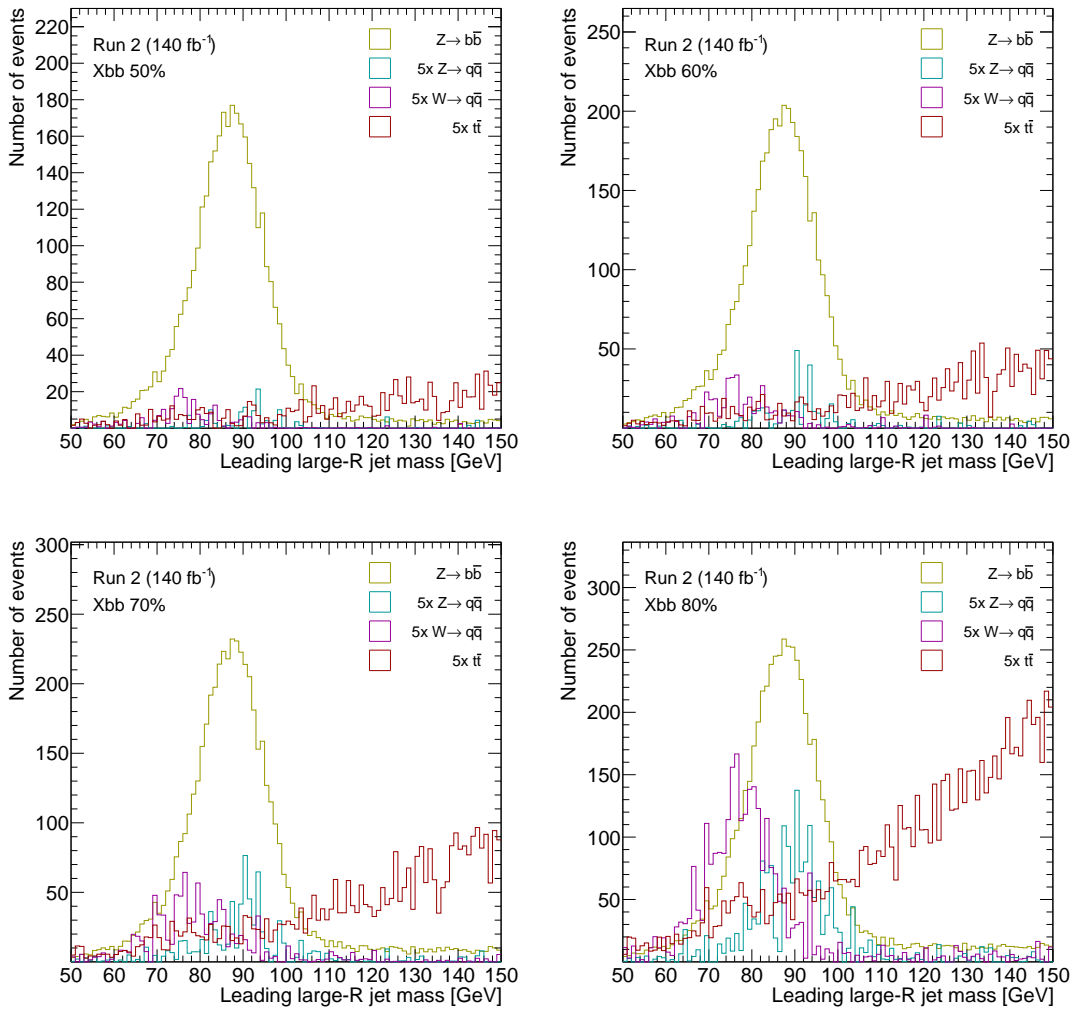 Number of events
220
200
180
160
140
120
100
80
60
40
20
Run 2 (140 fb⁻¹)
Xbb 50%
Z→ bb̄
5x Z→ qq̄
5x W→ qq̄
5x tt̄
50 60 70 80 90 100 110 120 130 140 150
Leading large-R jet mass [GeV]
Number of events
250
200
150
100
50
Run 2 (140 fb⁻¹)
Xbb 60%
Z→ bb̄
5x Z→ qq̄
5x W→ qq̄
5x tt̄
50 60 70 80 90 100 110 120 130 140 150
Leading large-R jet mass [GeV]
Number of events
300
250
200
150
100
50
Run 2 (140 fb⁻¹)
Xbb 70%
Z→ bb̄
5x Z→ qq̄
5x W→ qq̄
5x tt̄
50 60 70 80 90 100 110 120 130 140 150
Leading large-R jet mass [GeV]
Number of events
300
250
200
150
100
50
Run 2 (140 fb⁻¹)
Xbb 80%
Z→ bb̄
5x Z→ qq̄
5x W→ qq̄
5x tt̄
50 60 70 80 90 100 110 120 130 140 150
Leading large-R jet mass [GeV]